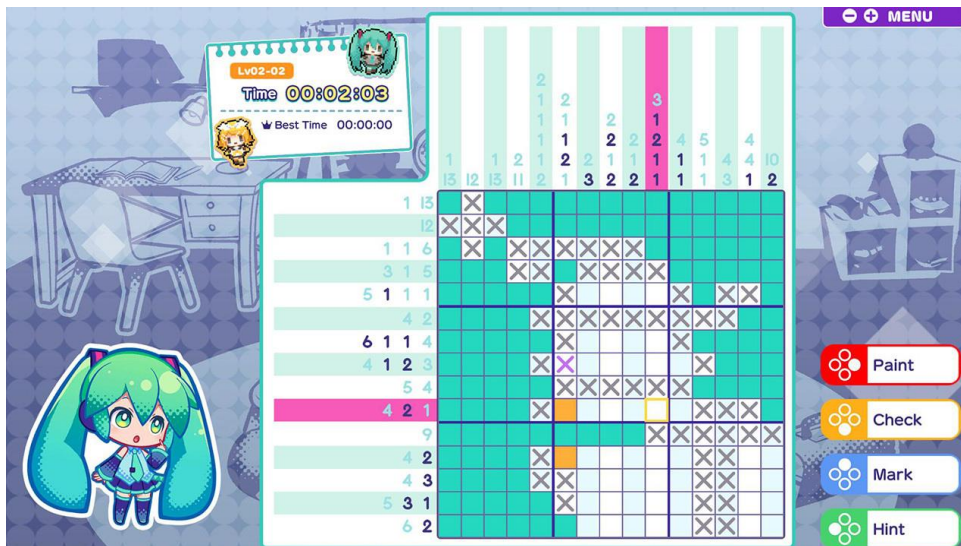 MENU
Lv02-02
Time 00:02:03
Best Time 00:00:00
2
1 2 3
1 1 2 1
1 1 2 2 2 4 5 4
1 1 2 1 2 2 1 1 1 1 1 4 4 10
13 12 13 11 2 1 3 2 2 1 1 1 3 1 2
1 13
12
1 1 6
3 1 5
5 1 1 1
4 2
6 1 1 4
4 1 2 3
5 4
4 2 1
9
4 2
4 3
5 3 1
6 2
Paint
Check
Mark
Hint